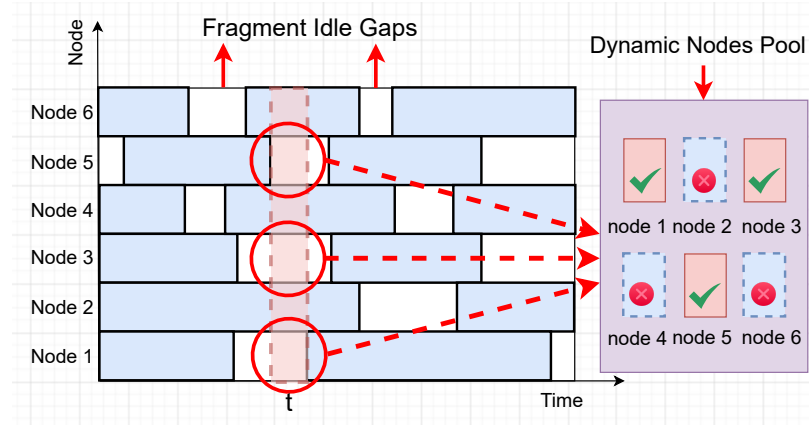 Fragment Idle Gaps
Dynamic Nodes Pool
Node
Node 6
Node 5
Node 4
Node 3
Node 2
Node 1
node 1 node 2 node 3
node 4 node 5 node 6
t
Time